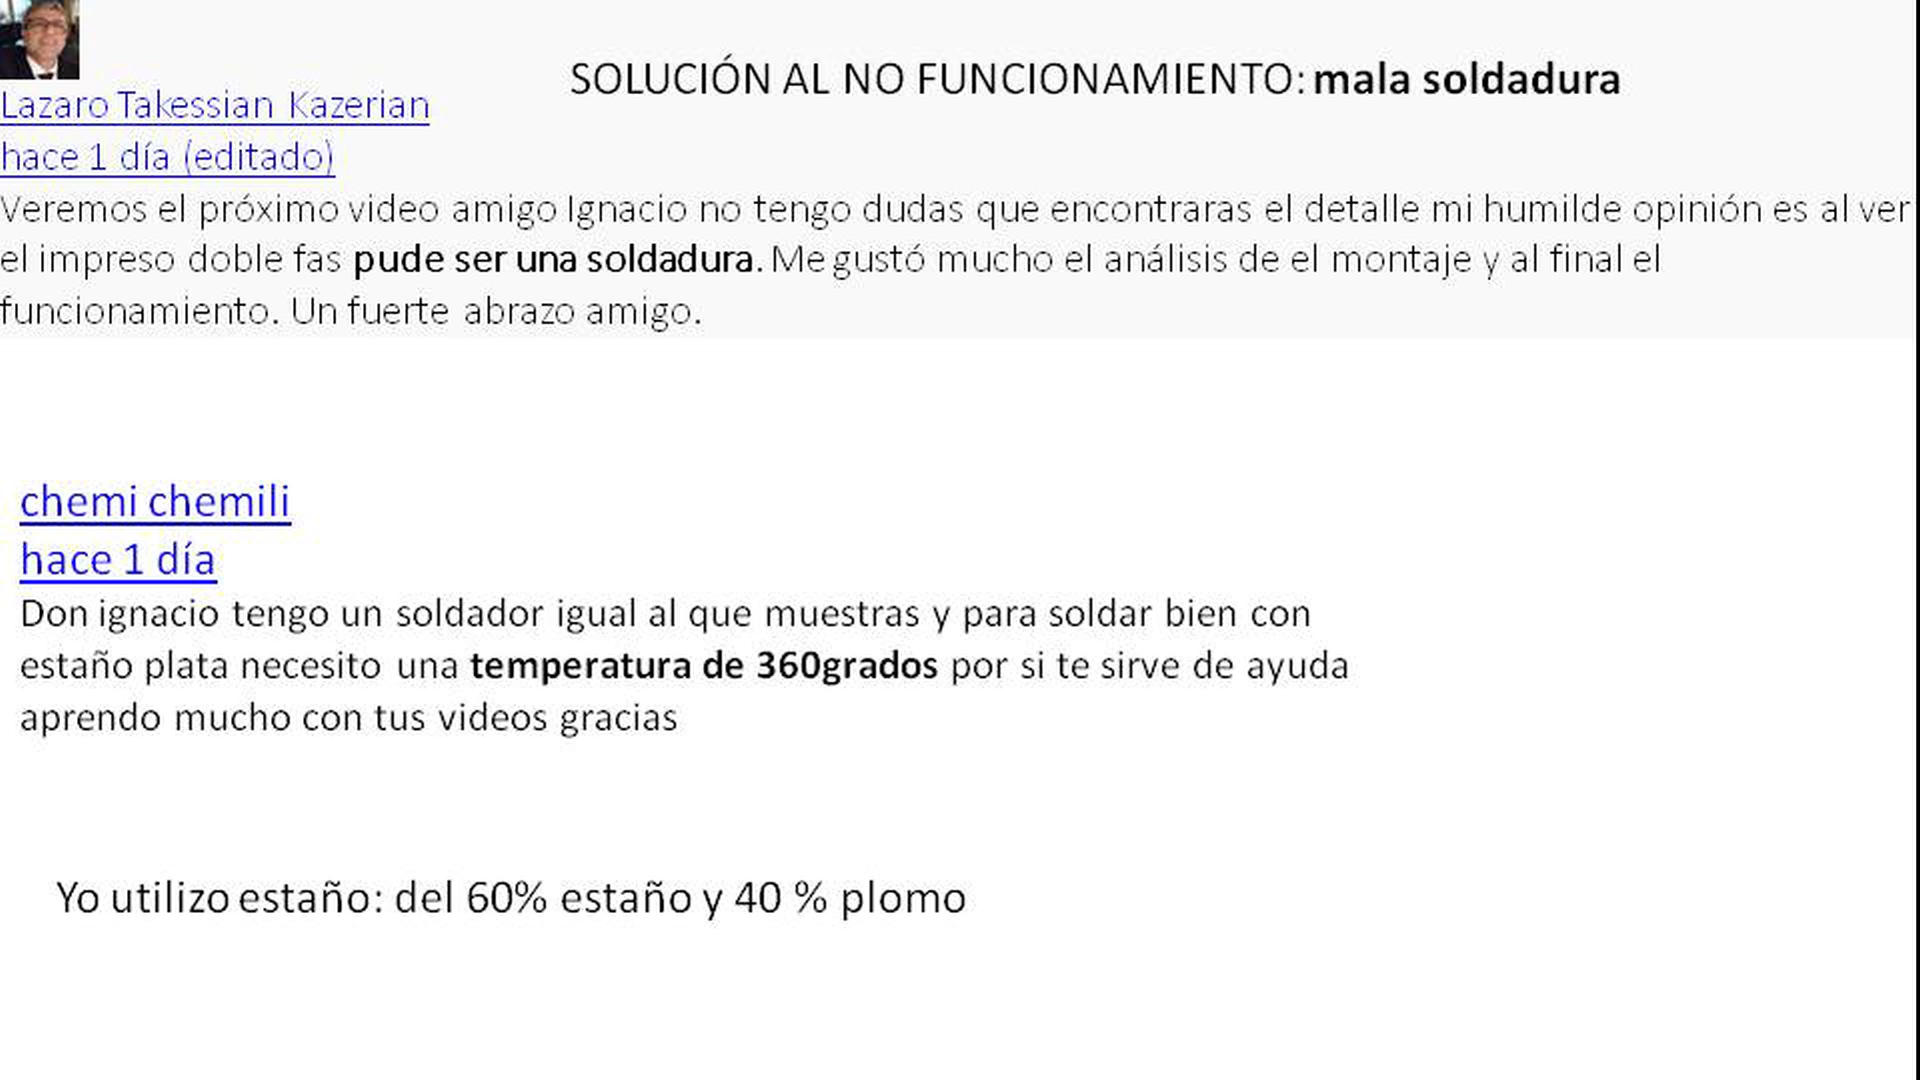 SOLUCIÓN AL NO FUNCIONAMIENTO: mala soldadura
Lazaro Takessian Kazerian
hace 1 día (editado)
Veremos el próximo video amigo Ignacio no tengo dudas que encontraras el detalle mi humilde opinión es al ver
el impreso doble fas pude ser una soldadura. Me gustó mucho el análisis de el montaje y al final el
funcionamiento. Un fuerte abrazo amigo.
chemi chemili
hace 1 día
Don ignacio tengo un soldador igual al que muestras y para soldar bien con
estaño plata necesito una temperatura de 360grados por si te sirve de ayuda
aprendo mucho con tus videos gracias
Yo utilizo estaño: del 60% estaño y 40 % plomo